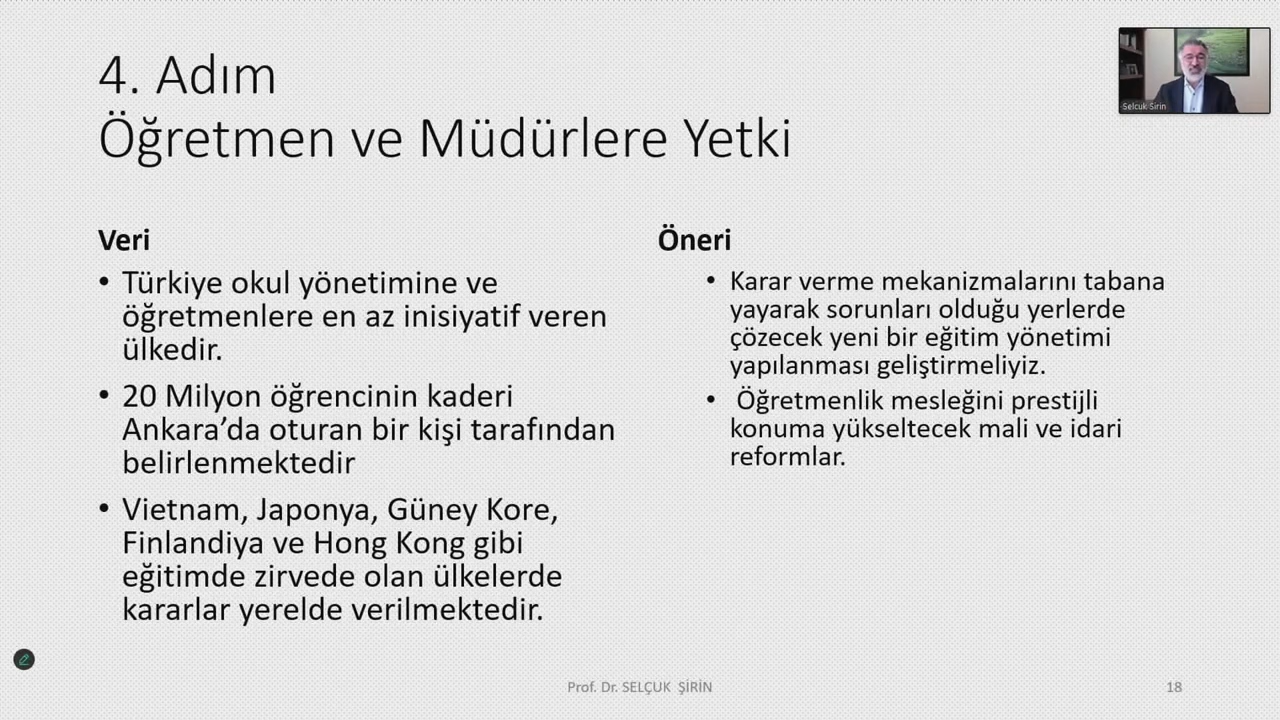 4. Adım
Öğretmen ve Müdürlere Yetki
Selcuk Sirin
Veri
• Türkiye okul yönetimine ve
öğretmenlere en az inisiyatif veren
ülkedir.
• 20 Milyon öğrencinin kaderi
Ankara’da oturan bir kişi tarafından
belirlenmektedir
• Vietnam, Japonya, Güney Kore,
Finlandiya ve Hong Kong gibi
eğitimde zirvede olan ülkelerde
kararlar yerelde verilmektedir.
Öneri
• Karar verme mekanizmalarını tabana
yayarak sorunları olduğu yerlerde
çözecek yeni bir eğitim yönetimi
yapılanması geliştirmeliyiz.
• Öğretmenlik mesleğini prestijli
konuma yükseltecek mali ve idari
reformlar.
Prof. Dr. SELÇUK ŞİRİN
18